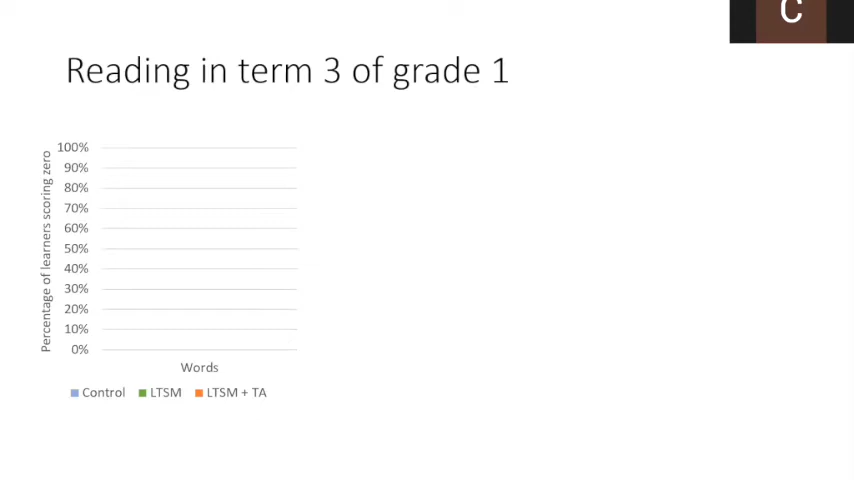 C
Reading in term 3 of grade 1
Percentage of learners scoring zero
100%
90%
80%
70%
60%
50%
40%
30%
20%
10%
0%
Words
Control LTSM LTSM + TA